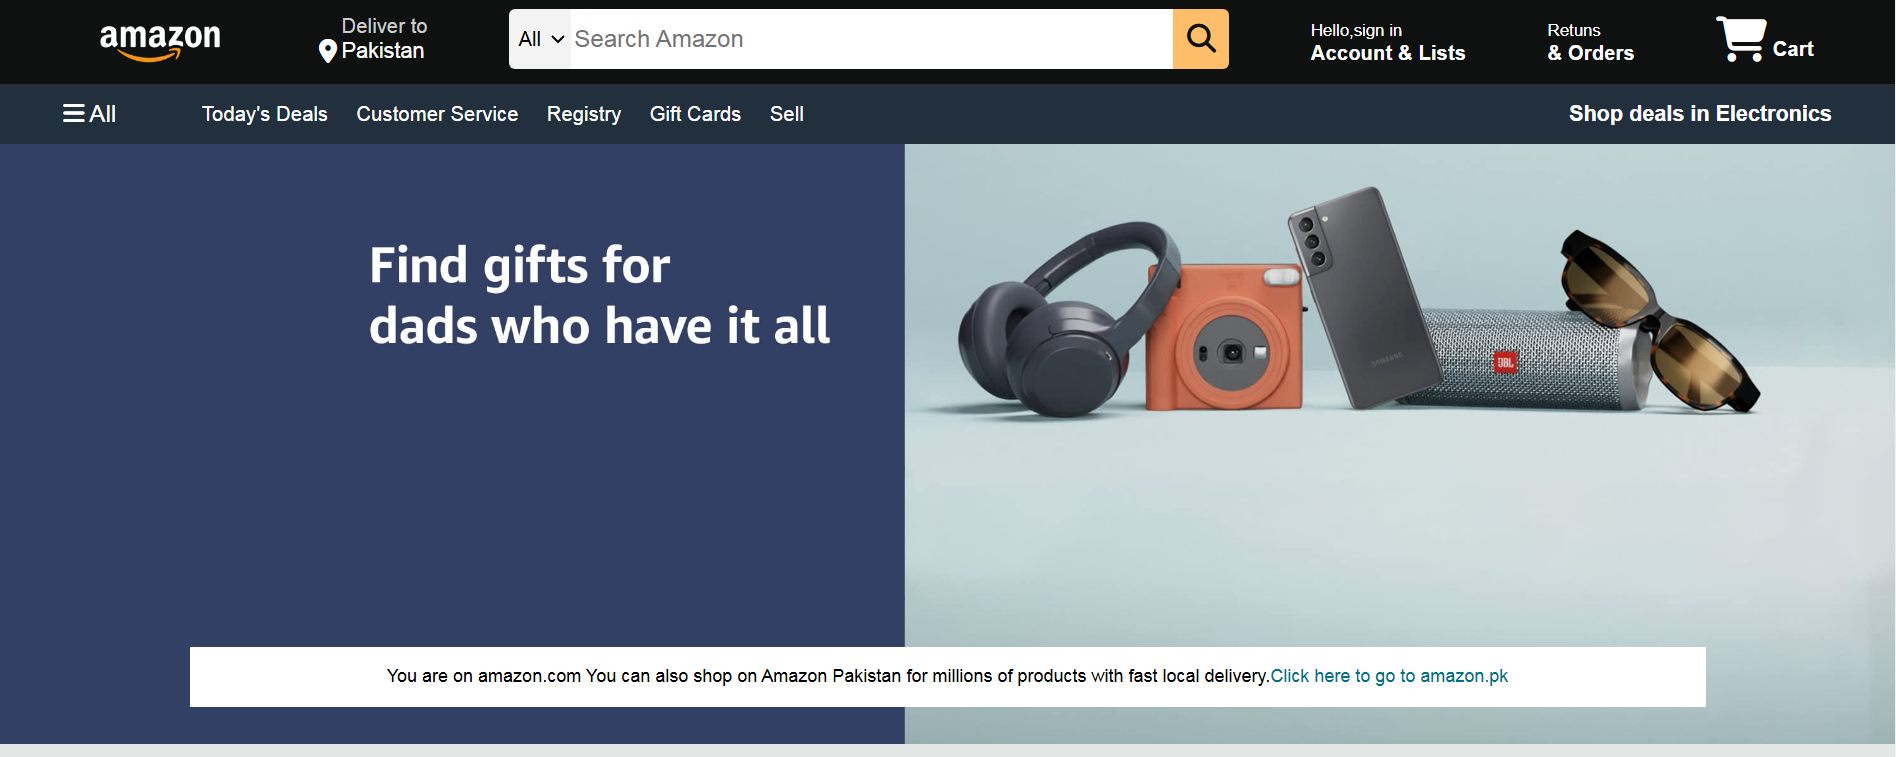 amazon
Deliver to
Pakistan
All
Search Amazon
Hello,sign in
Account & Lists
Retuns
& Orders
Cart
All
Today's Deals
Customer Service
Registry
Gift Cards
Sell
Shop deals in Electronics
Find gifts for
dads who have it all
SAMSUNG
JBL
You are on amazon.com You can also shop on Amazon Pakistan for millions of products with fast local delivery.Click here to go to amazon.pk